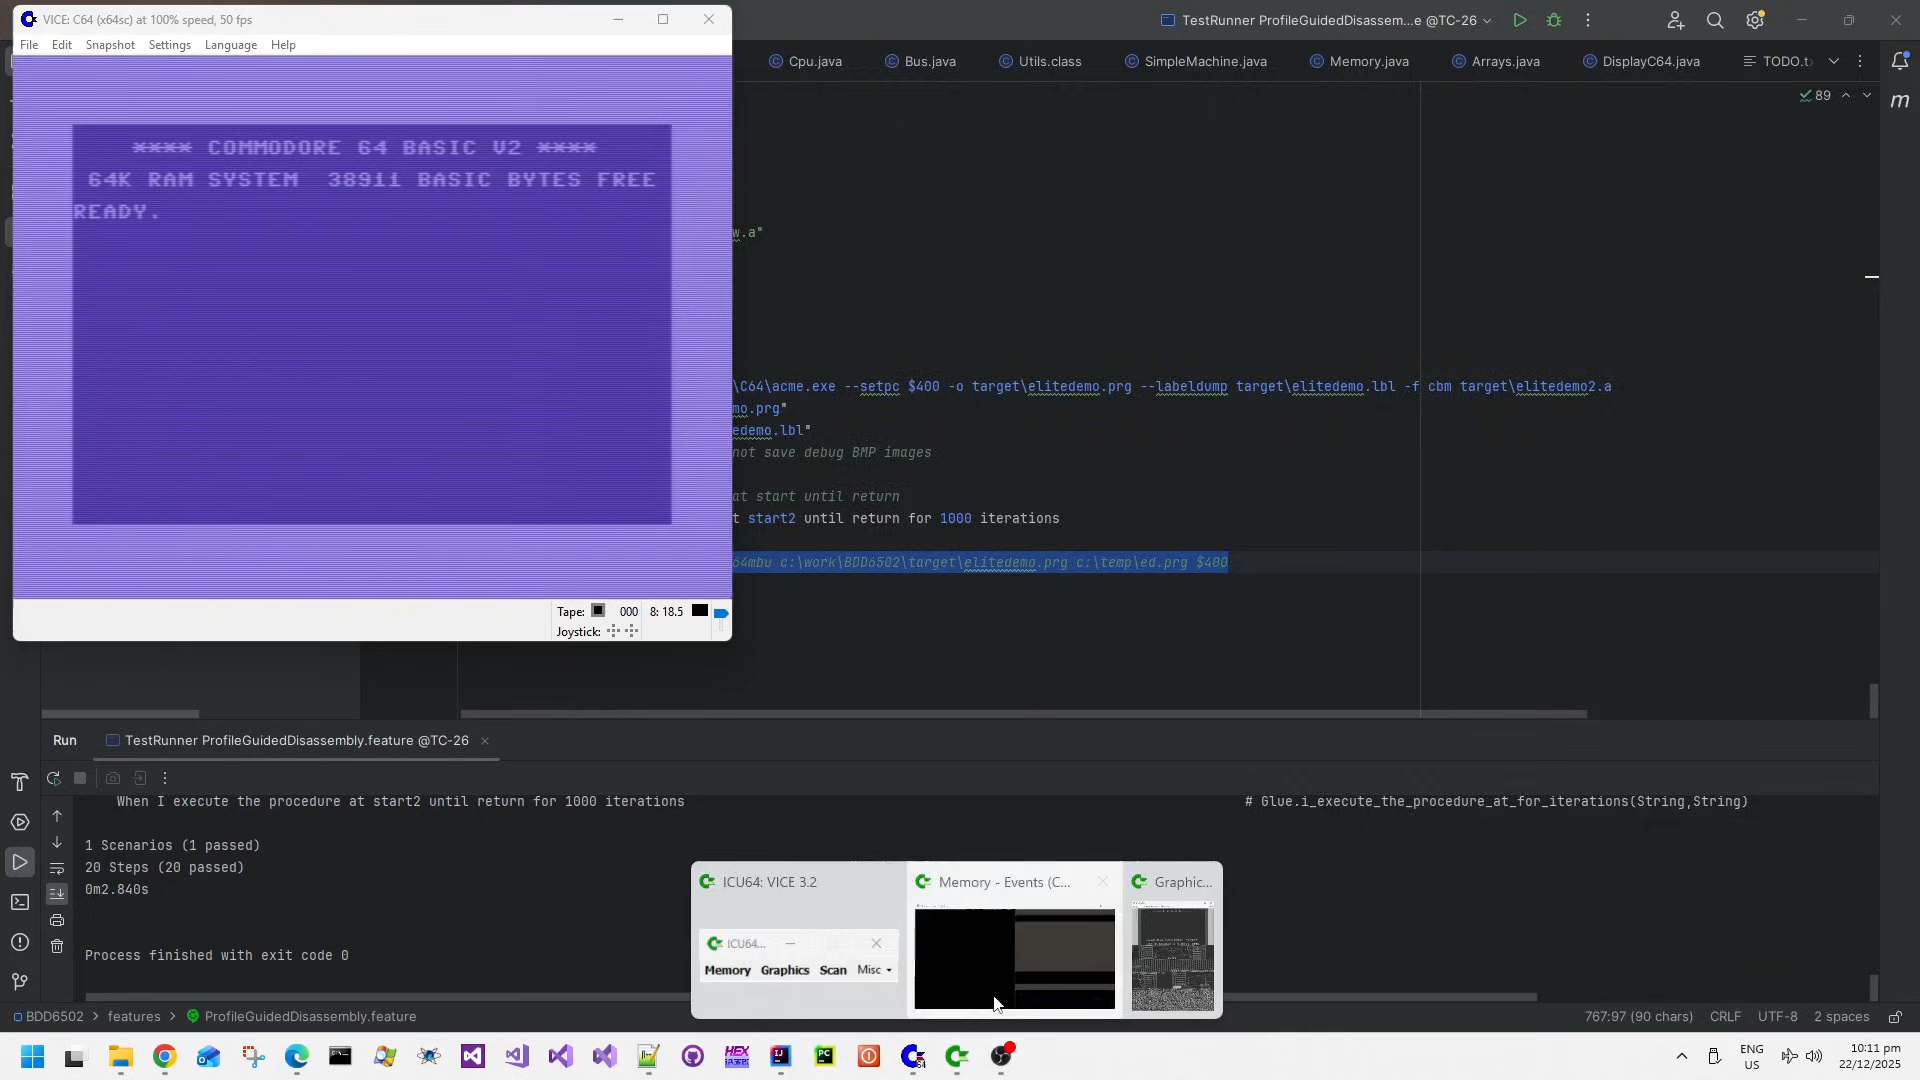 VICE: C64 (x64sc) at 100% speed, 50 fps
TestRunner ProfileGuidedDisassem...e @TC-26
File Edit Snapshot Settings Language Help
Cpu.java Bus.java Utils.class SimpleMachine.java Memory.java Arrays.java DisplayC64.java TODO.t
89
**** COMMODORE 64 BASIC V2 ****
64K RAM SYSTEM 38911 BASIC BYTES FREE
READY.
w.a"
\C64\acme.exe --setpc $400 -o target\elitedemo.prg --labeldump target\elitedemo.lbl -f cbm target\elitedemo2.a
mo.prg"
edemo.lbl"
not save debug BMP images
at start until return
t start2 until return for 1000 iterations
64mbu c:\work\BDD6502\target\elitedemo.prg c:\temp\ed.prg $400
Tape: 000 8: 18.5
Joystick:
Run TestRunner ProfileGuidedDisassembly.feature @TC-26
When I execute the procedure at start2 until return for 1000 iterations # Glue.i_execute_the_procedure_at_for_iterations(String,String)
1 Scenarios (1 passed)
20 Steps (20 passed)
0m2.840s
Process finished with exit code 0
ICU64: VICE 3.2 Memory - Events (C... Graphic...
ICU64...
Memory Graphics Scan Misc
BDD6502 > features > ProfileGuidedDisassembly.feature 767:97 (90 chars) CRLF UTF-8 2 spaces
ENG
US
10:11 pm
22/12/2025